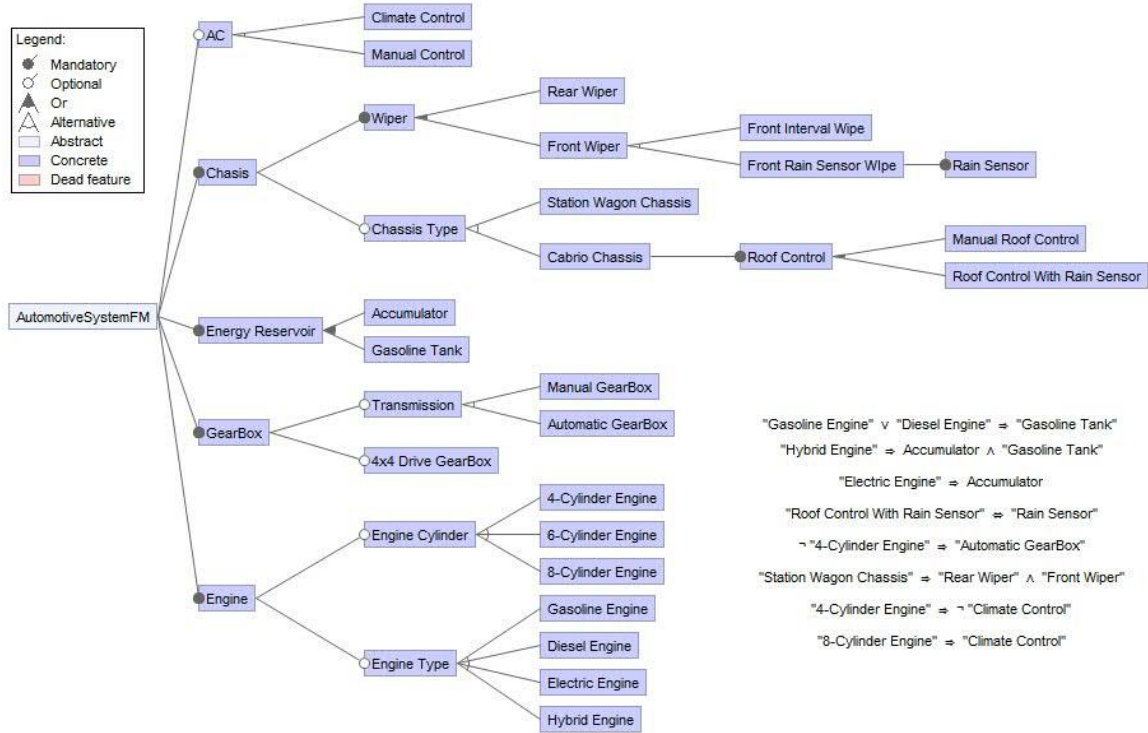 Legend:
Mandatory
Optional
Or
Alternative
Abstract
Concrete
Dead feature
AutomotiveSystemFM
AC
Climate Control
Manual Control
Chasis
Wiper
Rear Wiper
Front Wiper
Front Interval Wipe
Front Rain Sensor WIpe
Rain Sensor
Chassis Type
Station Wagon Chassis
Cabrio Chassis
Roof Control
Manual Roof Control
Roof Control With Rain Sensor
Energy Reservoir
Accumulator
Gasoline Tank
GearBox
Transmission
Manual GearBox
Automatic GearBox
4x4 Drive GearBox
Engine
Engine Cylinder
4-Cylinder Engine
6-Cylinder Engine
8-Cylinder Engine
Engine Type
Gasoline Engine
Diesel Engine
Electric Engine
Hybrid Engine
"Gasoline Engine" ∨ "Diesel Engine" ⇒ "Gasoline Tank"
"Hybrid Engine" ⇒ Accumulator ∧ "Gasoline Tank"
"Electric Engine" ⇒ Accumulator
"Roof Control With Rain Sensor" ⇔ "Rain Sensor"
¬ "4-Cylinder Engine" ⇒ "Automatic GearBox"
"Station Wagon Chassis" ⇒ "Rear Wiper" ∧ "Front Wiper"
"4-Cylinder Engine" ⇒ ¬ "Climate Control"
"8-Cylinder Engine" ⇒ "Climate Control"